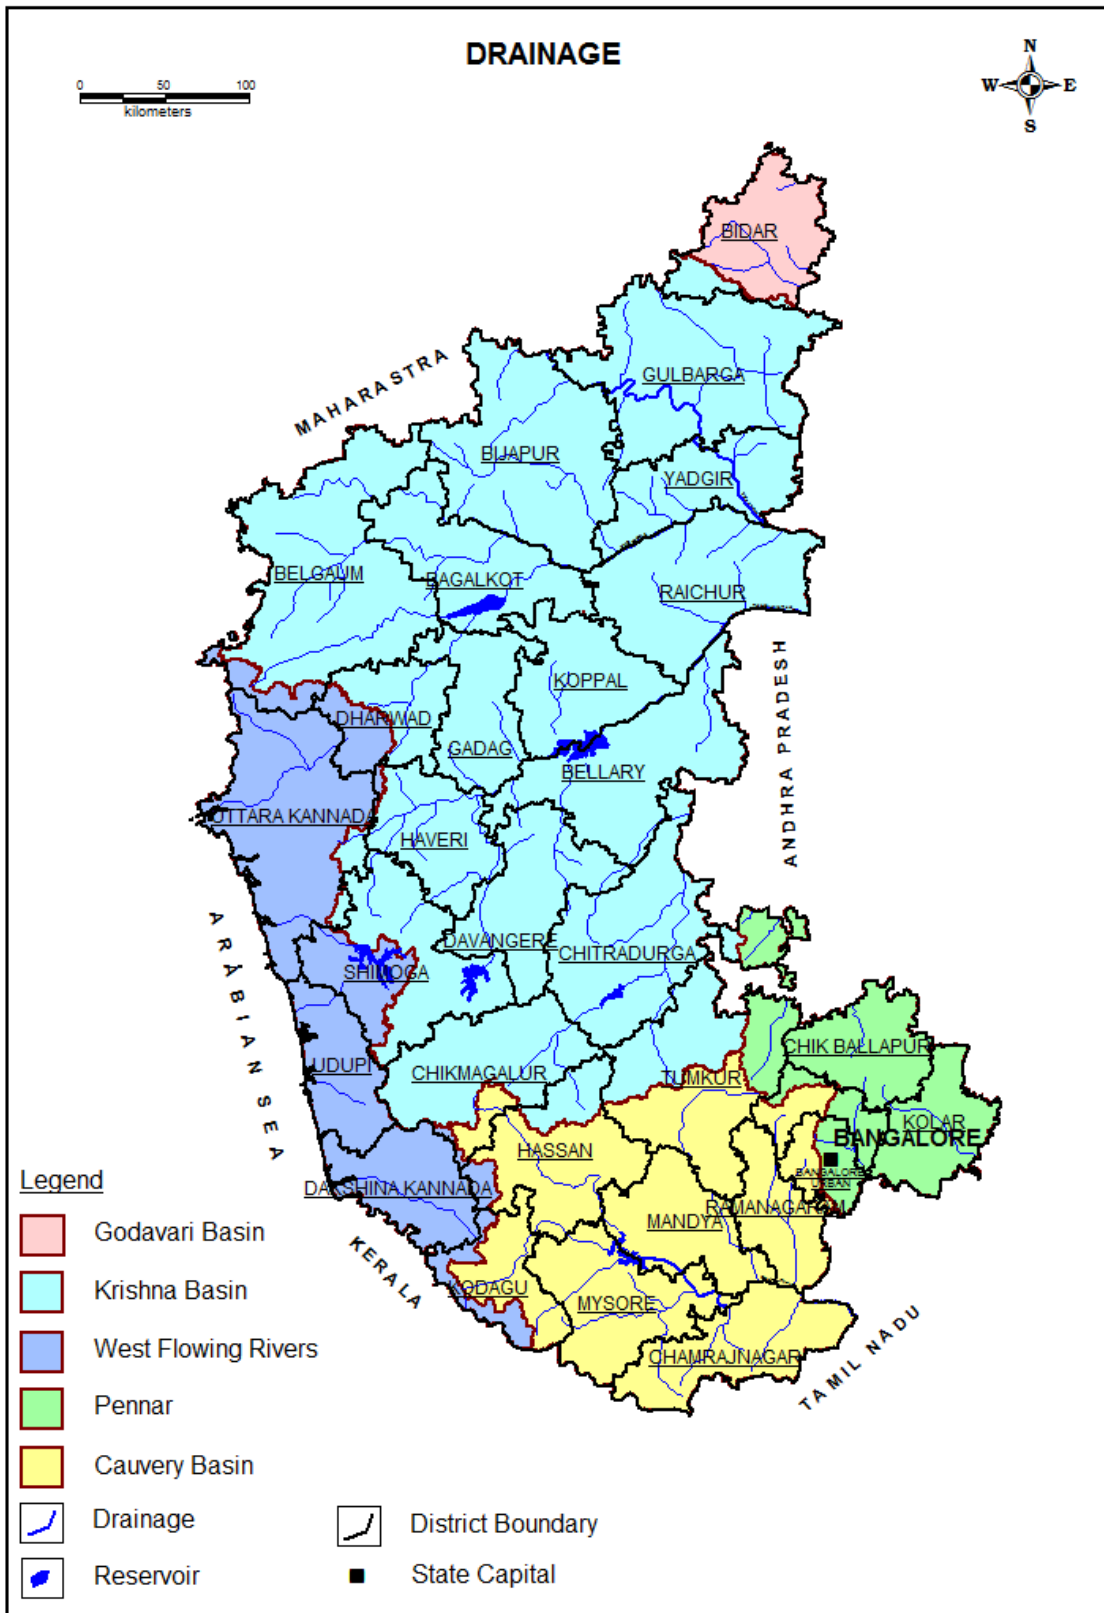 DRAINAGE
0 50 100
kilometers
N
W E
S
BIDAR
MAHARASTRA
GULBARGA
BIJAPUR
YADGIR
BELGAUM
BAGALKOT
RAICHUR
KOPPAL
DHARWAD
GADAG
BELLARY
ANDHRA PRADESH
UTTARA KANNADA
HAVERI
ARABIAN SEA
DAVANGERE
CHITRADURGA
SHIMOGA
CHIK BALLAPUR
UDUPI
CHIKMAGALUR
TUMKUR
KOLAR
BANGALORE
HASSAN
BANGALORE
URBAN
DAKSHINA KANNADA
RAMANAGARAM
MANDYA
KERALA
KODAGU
MYSORE
CHAMRAJNAGAR
TAMIL NADU
Legend
Godavari Basin
Krishna Basin
West Flowing Rivers
Pennar
Cauvery Basin
Drainage
District Boundary
Reservoir
State Capital